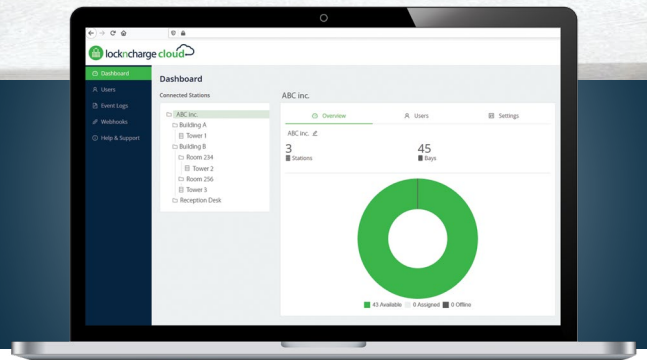 lockncharge cloud
Dashboard
Users
Event Logs
Webhooks
Help & Support
Dashboard
Connected Stations
ABC inc.
Building A
Tower 1
Building B
Room 234
Tower 2
Room 256
Tower 3
Reception Desk
ABC inc.
Overview
Users
Settings
ABC inc.
3
45
Stations
Bays
43 Available 0 Assigned 0 Offline